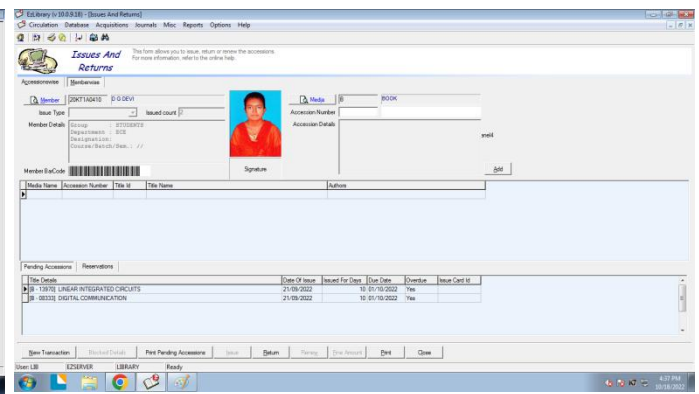 EzLibrary (v 10.0.9.18) - [Issues And Returns]
Circulation Database Acquisitions Journals Misc Reports Options Help
Issues And Returns
This form allows you to issue, return or renew the accessions.
For more information, refer to the online help.
Accessionwise Memberwise
Member 20KT1A0410 D G DEVI
Media B BOOK
Issue Type Issued count 2
Accession Number
Member Details Group : STUDENTS
Department : ECE
Designation:
Course/Batch/Sem.: //
Accession Details
anel4
Member BarCode
Signature
Add
Media Name Accession Number Title Id Title Name Authors
Pending Accessions Reservations
Title Details Date Of Issue Issued For Days Due Date Overdue Issue Card Id
[B - 13970] LINEAR INTEGRATED CIRCUITS 21/09/2022 10 01/10/2022 Yes
[B - 08333] DIGITAL COMMUNICATION 21/09/2022 10 01/10/2022 Yes
New Transaction Blocked Details Print Pending Accessions Issue Return Renew Fine Amount Print Close
User: LIB EZSERVER LIBRARY Ready
4:37 PM
10/18/2022